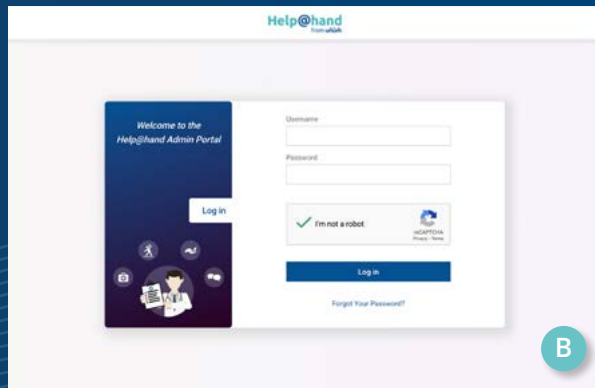 Help@hand
from unum
Welcome to the
Help@hand Admin Portal
Log in
Username
Password
I'm not a robot
reCAPTCHA
Privacy - Terms
Log in
Forgot Your Password?
B